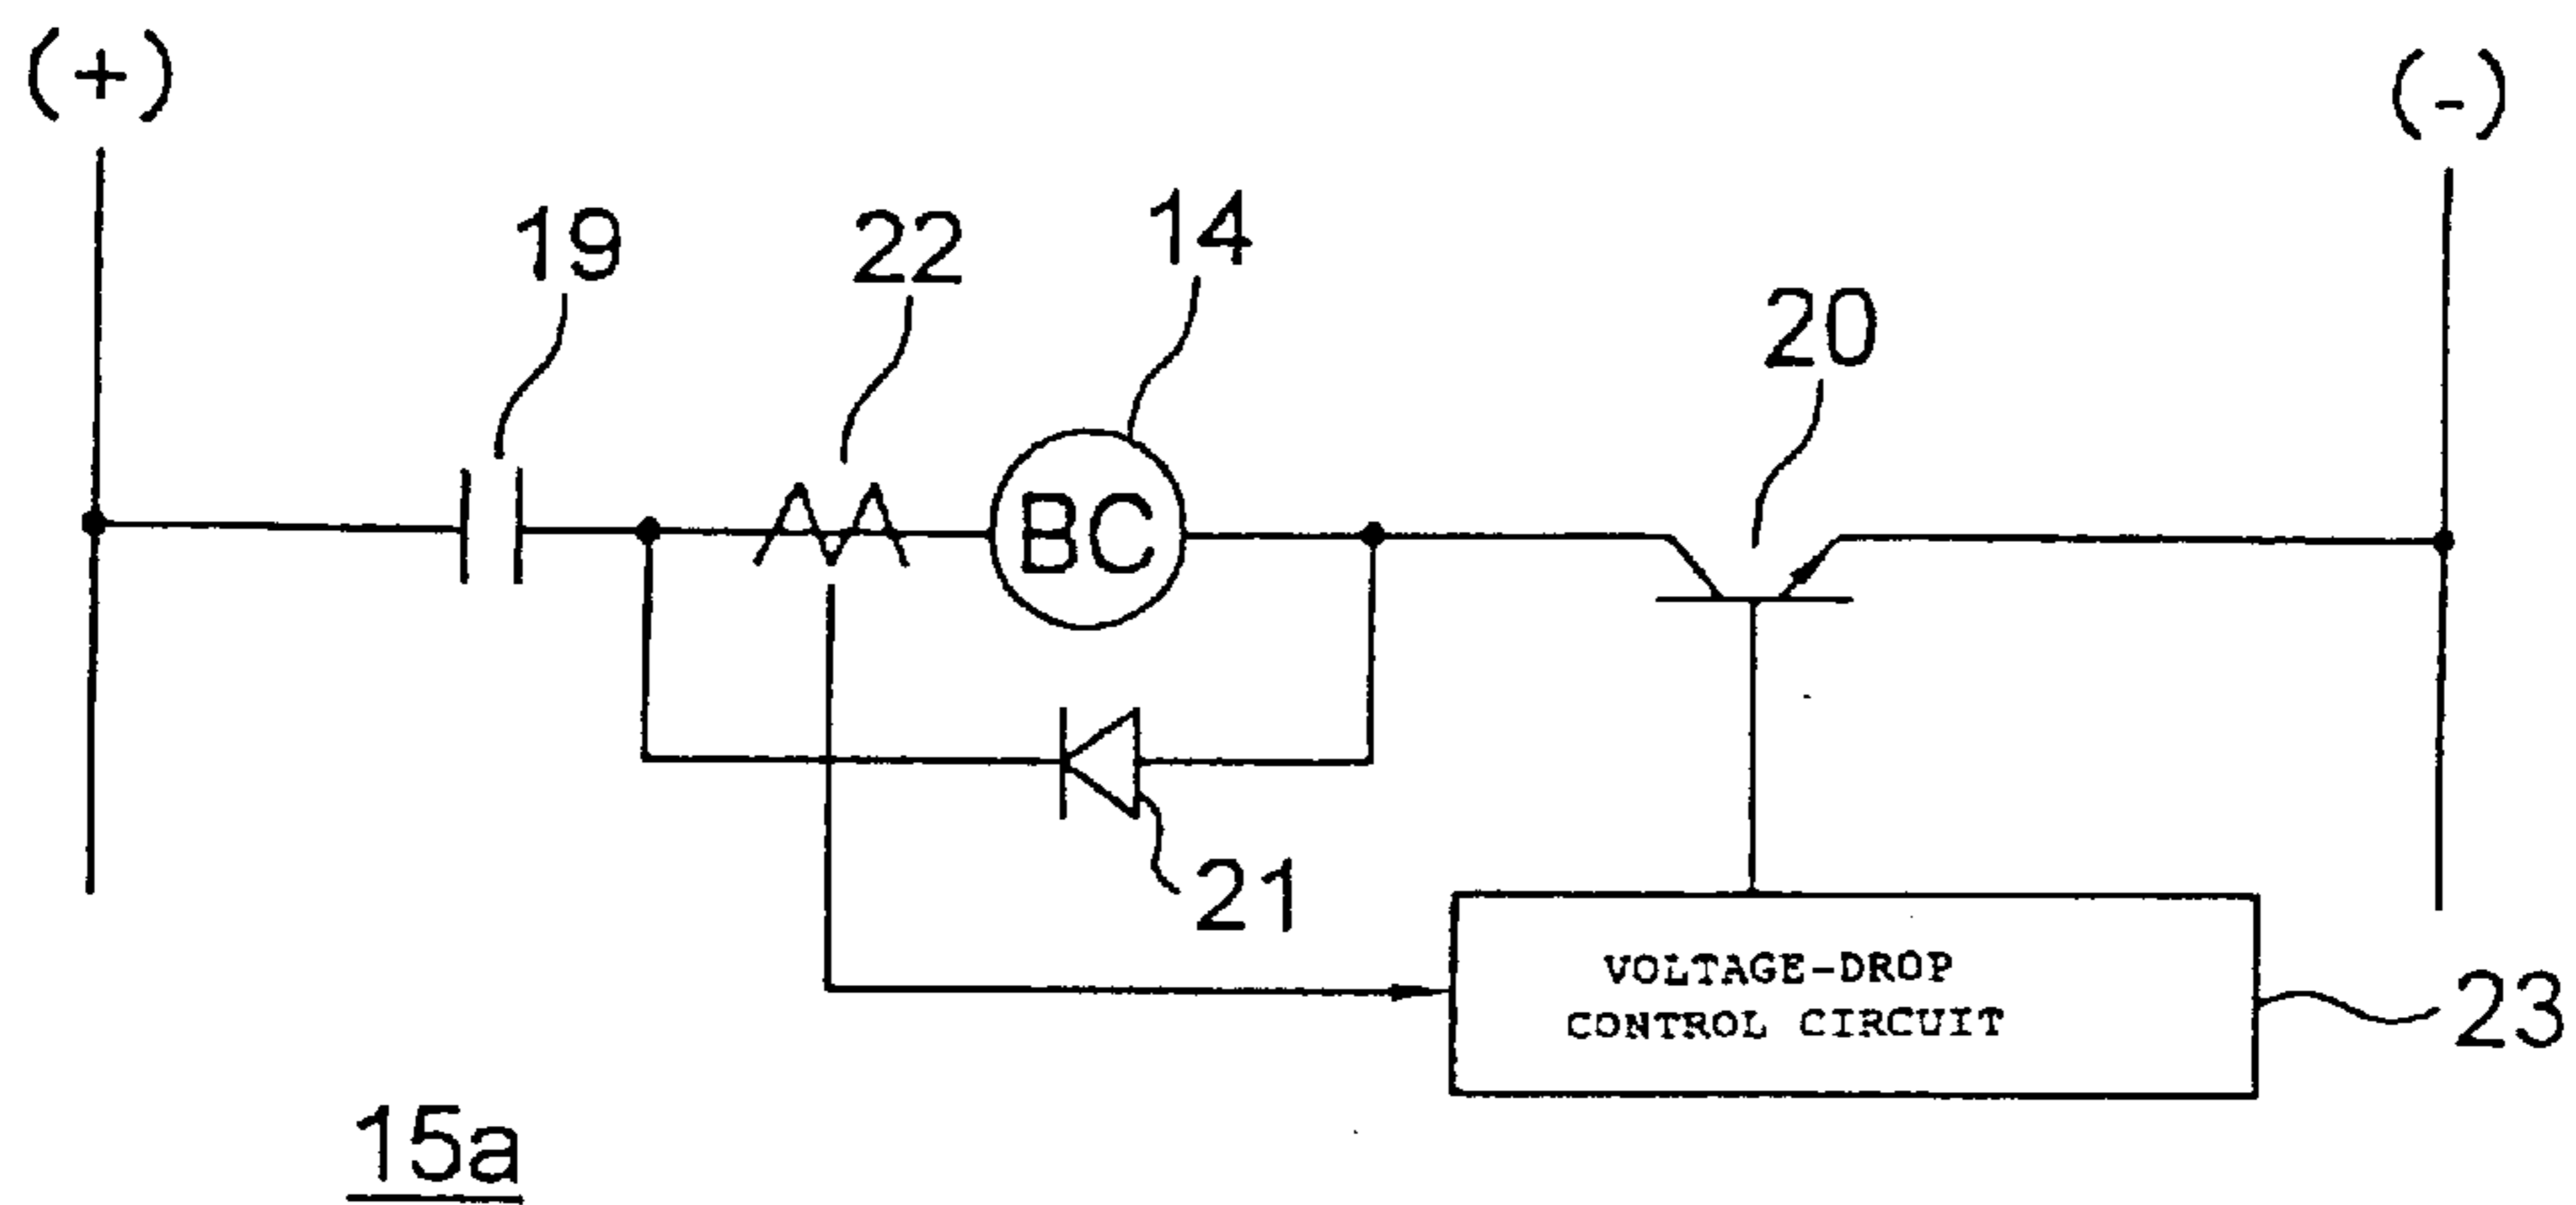 (+)
(-)
19
22
14
20
BC
21
VOLTAGE-DROP
CONTROL CIRCUIT
23
15a